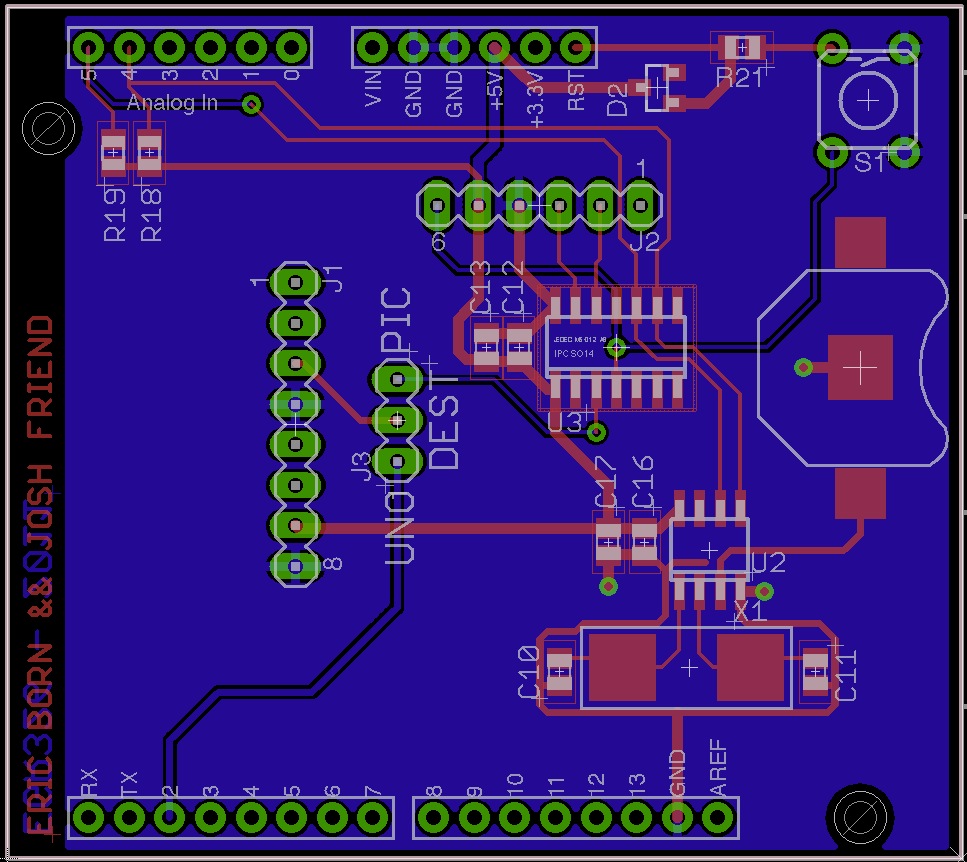 5
4
3
2
1
0
Analog In
VIN
GND
GND
+5V
+3.3V
RST
D2
R21
S1
1
6
J2
R19
R18
C13
C12
1
J1
PIC
JEDEC MS 012 AB
IPC SO14
U3
DEST
J3
UNO
8
C17
C16
U2
X1
C10
C11
ERIC BORN && JOSH FRIEND
RX
TX
2
3
4
5
6
7
8
9
10
11
12
13
GND
AREF